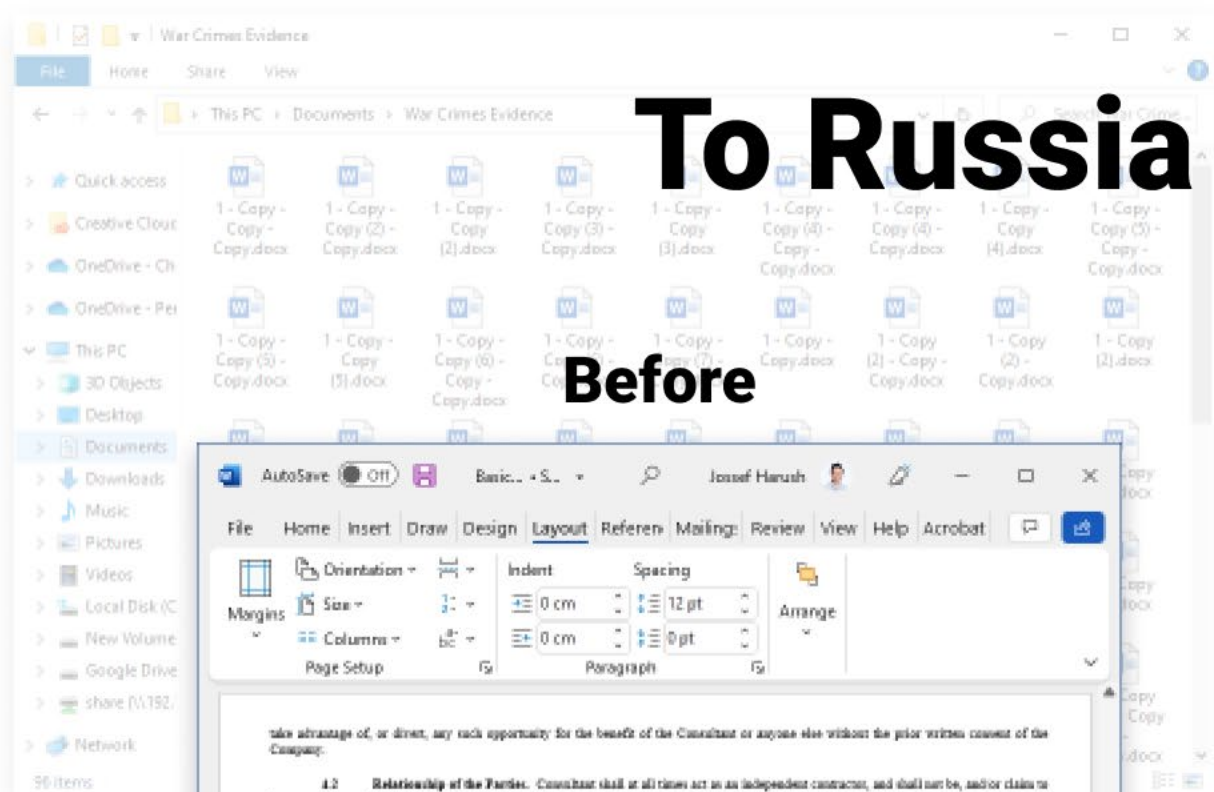 War Crimes Evidence
File Home Share View
This PC › Documents › War Crimes Evidence
To Russia
Quick access
Creative Cloud
OneDrive - Ch
OneDrive - Per
This PC
3D Objects
Desktop
Documents
Downloads
Music
Pictures
Videos
Local Disk (C
New Volume
Google Drive
share (\\192.
Network
96 items
1 - Copy - Copy - Copy.docx
1 - Copy - Copy (2) - Copy.docx
1 - Copy - Copy (2).docx
1 - Copy - Copy (3) - Copy.docx
1 - Copy - Copy (3).docx
1 - Copy - Copy (4) - Copy - Copy.docx
1 - Copy - Copy (4) - Copy.docx
1 - Copy - Copy (4).docx
1 - Copy - Copy (5) - Copy - Copy.docx
1 - Copy - Copy (5) - Copy.docx
1 - Copy - Copy (5).docx
1 - Copy - Copy (6) - Copy - Copy.docx
1 - Copy -
1 - Copy -
1 - Copy - Copy.docx
1 - Copy (2) - Copy - Copy.docx
1 - Copy (2) - Copy.docx
1 - Copy (2).docx
Before
AutoSave Off Basic... • S... Jossef Harush
File Home Insert Draw Design Layout Referen Mailing: Review View Help Acrobat
Orientation Indent Spacing
Margins Size 0 cm 12 pt Arrange
Columns 0 cm 0 pt
Page Setup Paragraph
take advantage of, or divert, any such opportunity for the benefit of the Consultant or anyone else without the prior written consent of the
Company.
4.2 Relationship of the Parties. Consultant shall at all times act as an independent contractor, and shall not be, and/or claim to